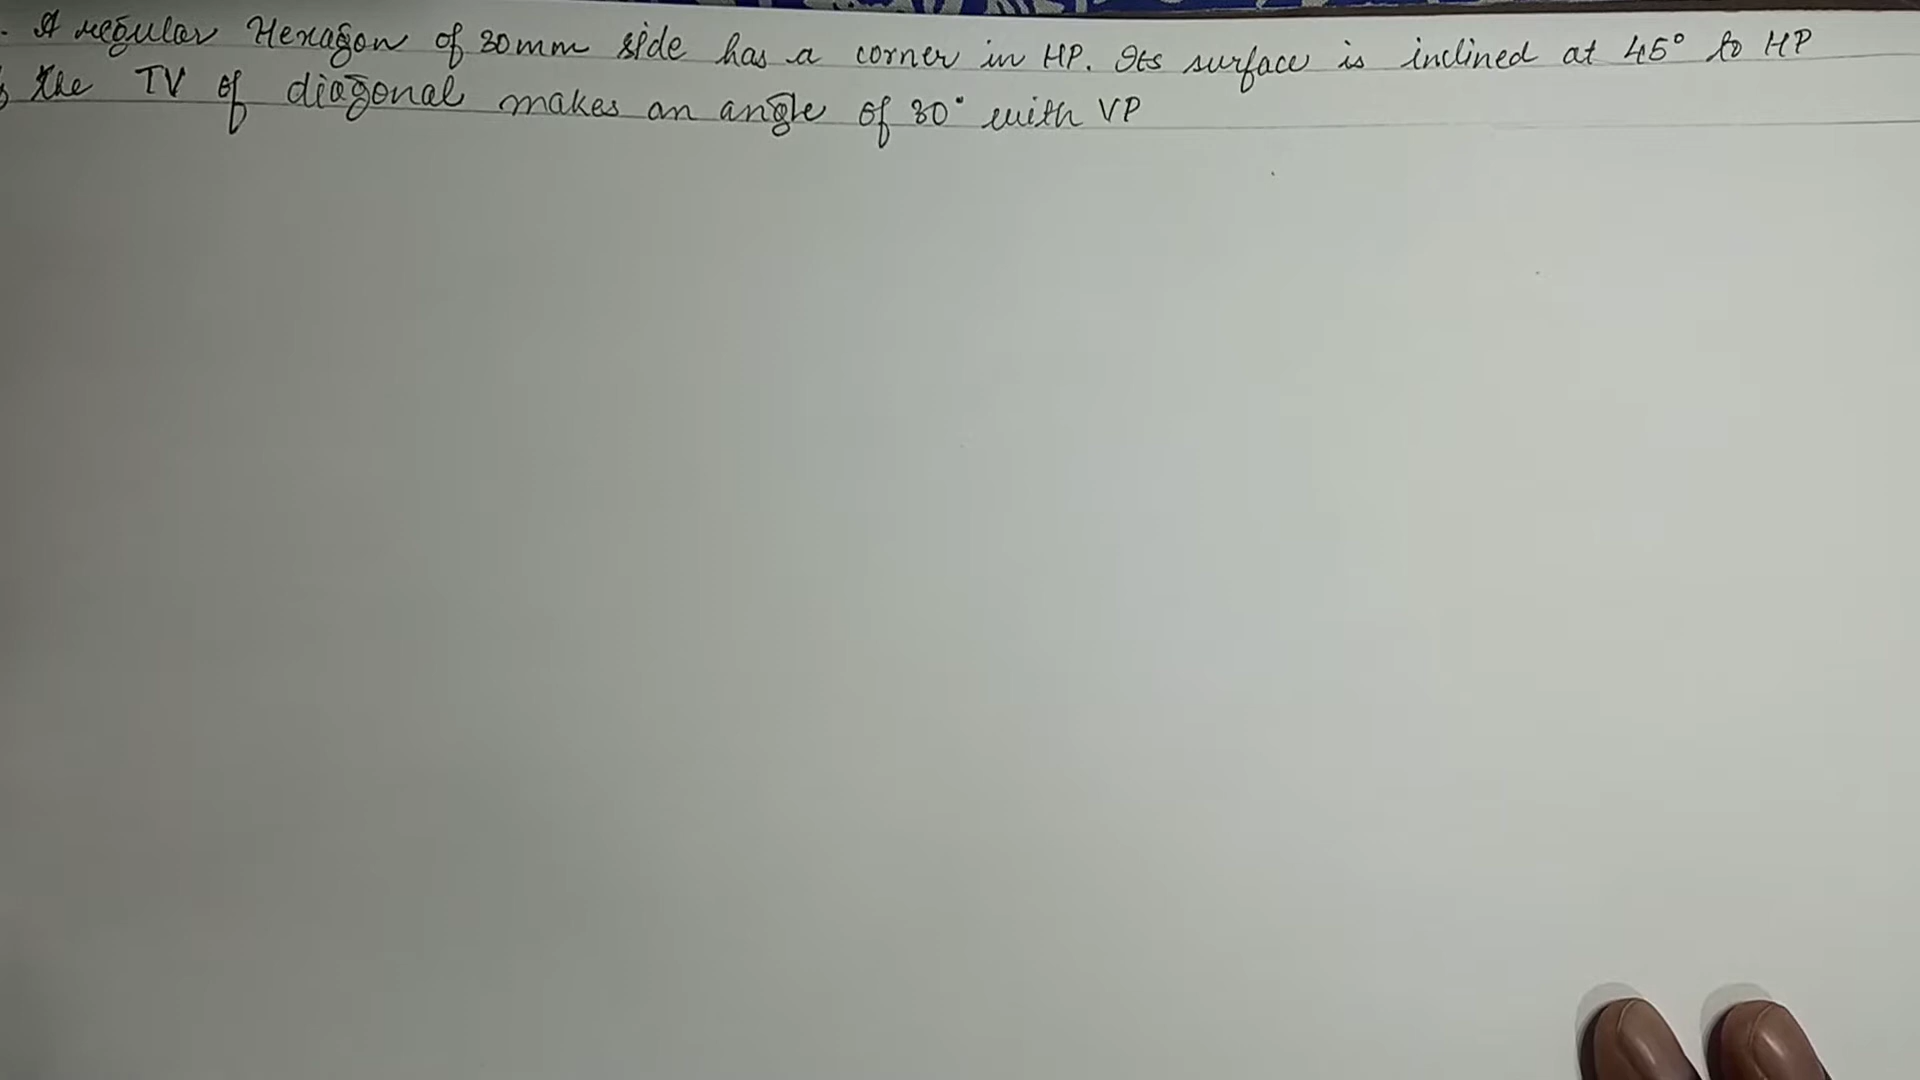 . A regular Hexagon of 30mm side has a corner in HP. Its surface is inclined at 45° to HP
& the TV of diagonal makes an angle of 30° with VP